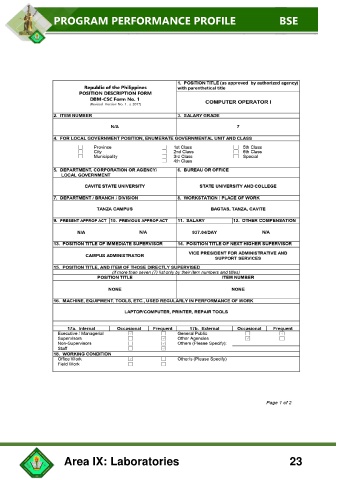 PROGRAM PERFORMANCE PROFILE BSE
Republic of the Philippines
POSITION DESCRIPTION FORM
DBM-CSC Form No. 1
1. POSITION TITLE (as approved by authorized agency) with parenthetical title
COMPUTER OPERATOR I
2. ITEM NUMBER 3. SALARY GRADE
N/A 7
4. FOR LOCAL GOVERNMENT POSITION, ENUMERATE GOVERNMENTAL UNIT AND CLASS
Province 1st Class 5th Class
City 2nd Class 6th Class
Municipality 3rd Class Special
4th Class
5. DEPARTMENT, CORPORATION OR AGENCY/ LOCAL GOVERNMENT 6. BUREAU OR OFFICE
CAVITE STATE UNIVERSITY STATE UNIVERSITY AND COLLEGE
7. DEPARTMENT / BRANCH / DIVISION 8. WORKSTATION / PLACE OF WORK
TANZA CAMPUS BAGTAS, TANZA, CAVITE
9. PRESENT APPROP ACT 10. PREVIOUS APPROP ACT 11. SALARY 12. OTHER COMPENSATION
N/A N/A /DAY N/A
13. POSITION TITLE OF IMMEDIATE SUPERVISOR 14. POSITION TITLE OF NEXT HIGHER SUPERVISOR
CAMPUS ADMINISTRATOR VICE PRESIDENT FOR ADMINISTRATIVE AND SUPPORT SERVICES
15. POSITION TITLE, AND ITEM OF THOSE DIRECTLY SUPERVISED
(if more than seven (7) list only by their item numbers and titles)
POSITION TITLE ITEM NUMBER
NONE NONE
16. MACHINE, EQUIPMENT, TOOLS, ETC., USED REGULARLY IN PERFORMANCE OF WORK
LAPTOP/COMPUTER, PRINTER, REPAIR TOOLS
17a. Internal Occasional Frequent 17b. External Occasional Frequent
Executive / Managerial General Public
Supervisors Other Agencies
Non-Supervisors Others (Please Specify):
Staff
18. WORKING CONDITION
Office Work Other/s (Please Specify)
Field Work
Page 1 of 2
Area IX: Laboratories 23